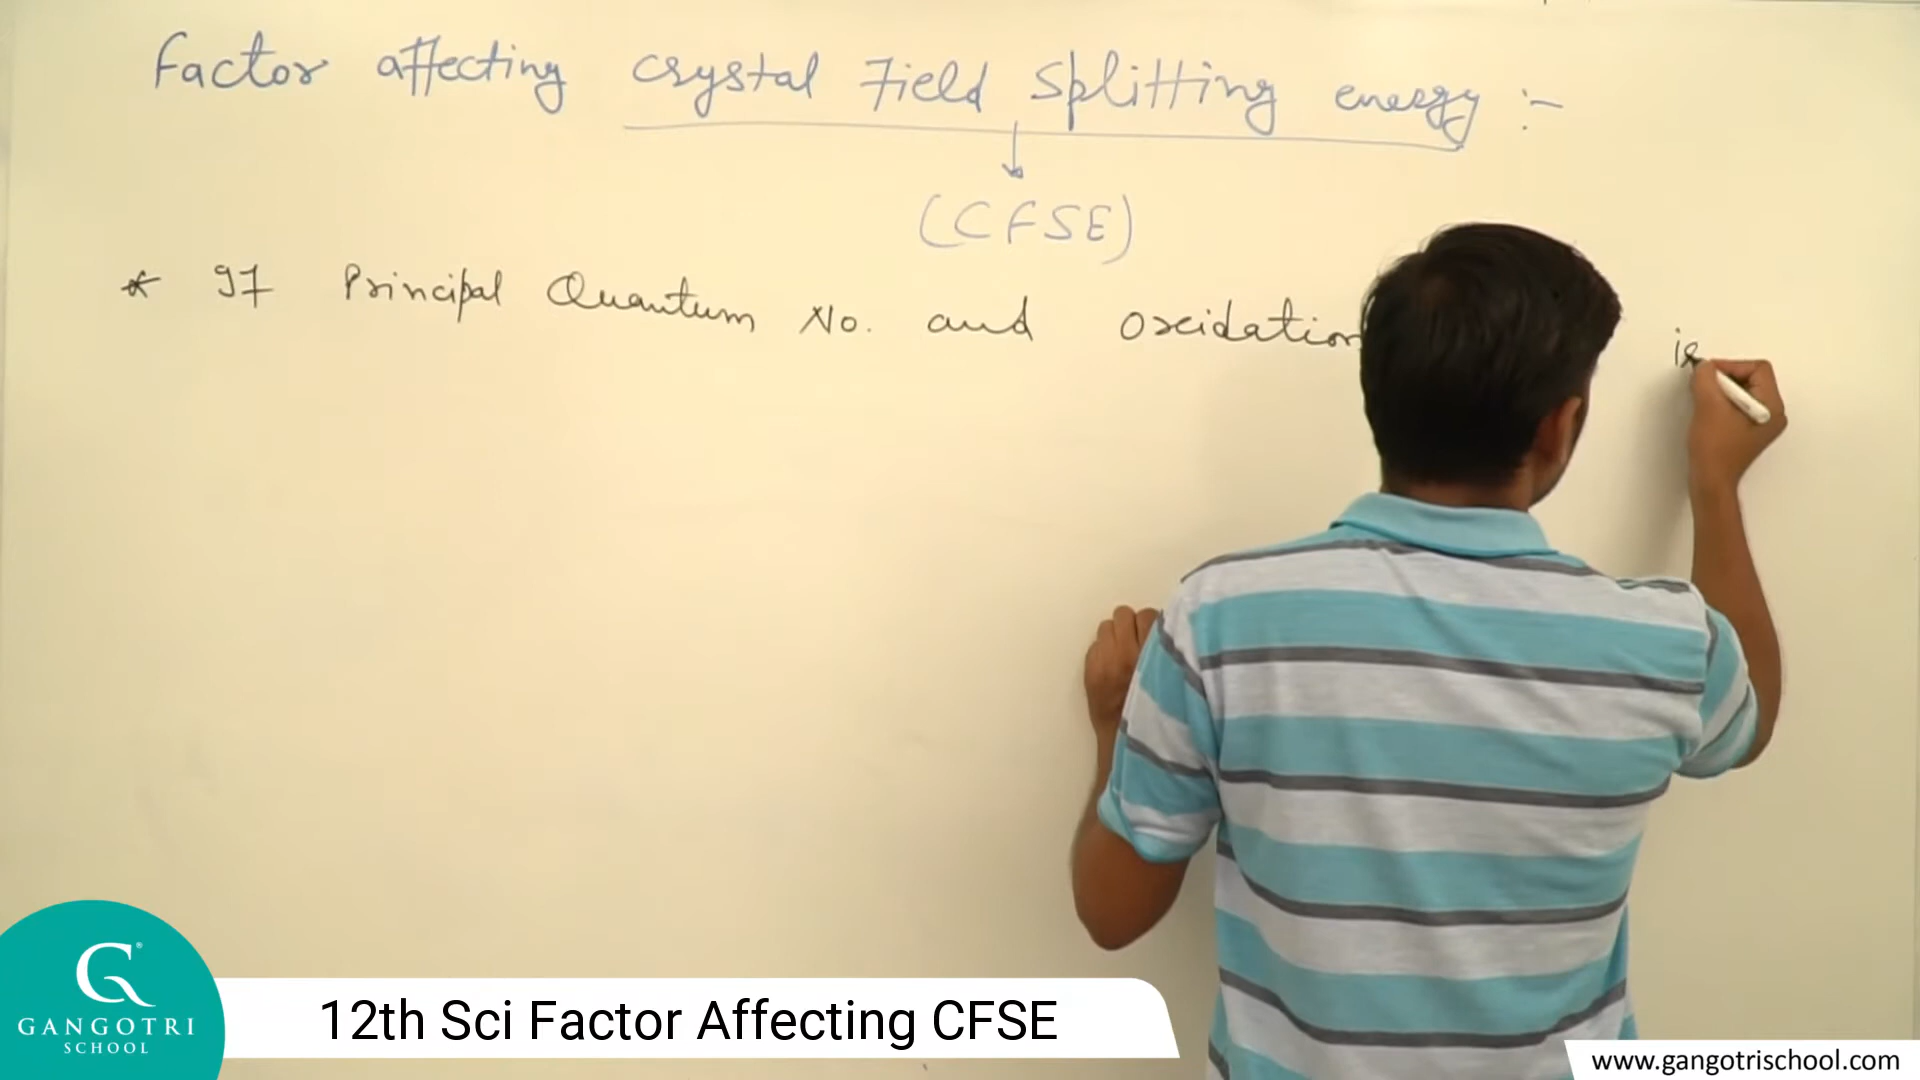 Factor affecting crystal Field Splitting energy :-
(CFSE)
* If Principal Quantum No. and oxidation is
G®
GANGOTRI
SCHOOL
12th Sci Factor Affecting CFSE
www.gangotrischool.com